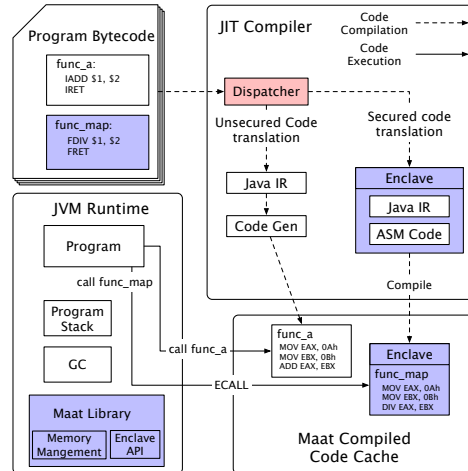 Program Bytecode
func_a:
IADD $1, $2
IRET
func_map:
FDIV $1, $2
FRET
JIT Compiler
Code
Compilation
Code
Execution
Dispatcher
Unsecured Code
translation
Secured code
translation
Java IR
Code Gen
Enclave
Java IR
ASM Code
Compile
JVM Runtime
Program
call func_map
Program
Stack
GC
call func_a
ECALL
Maat Library
Memory
Mangement
Enclave
API
func_a
MOV EAX, 0Ah
MOV EBX, 0Bh
ADD EAX, EBX
Enclave
func_map
MOV EAX, 0Ah
MOV EBX, 0Bh
DIV EAX, EBX
Maat Compiled
Code Cache